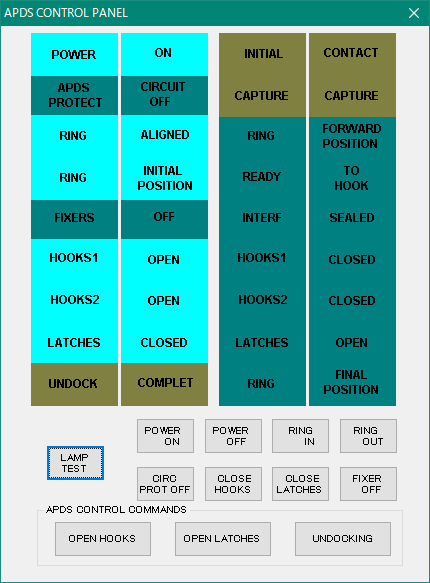 APDS CONTROL PANEL
POWER ON INITIAL CONTACT
APDS PROTECT CIRCUIT OFF CAPTURE CAPTURE
RING ALIGNED RING FORWARD POSITION
RING INITIAL POSITION READY TO HOOK
FIXERS OFF INTERF SEALED
HOOKS1 OPEN HOOKS1 CLOSED
HOOKS2 OPEN HOOKS2 CLOSED
LATCHES CLOSED LATCHES OPEN
UNDOCK COMPLET RING FINAL POSITION
LAMP TEST
POWER ON POWER OFF RING IN RING OUT
CIRC PROT OFF CLOSE HOOKS CLOSE LATCHES FIXER OFF
APDS CONTROL COMMANDS
OPEN HOOKS OPEN LATCHES UNDOCKING